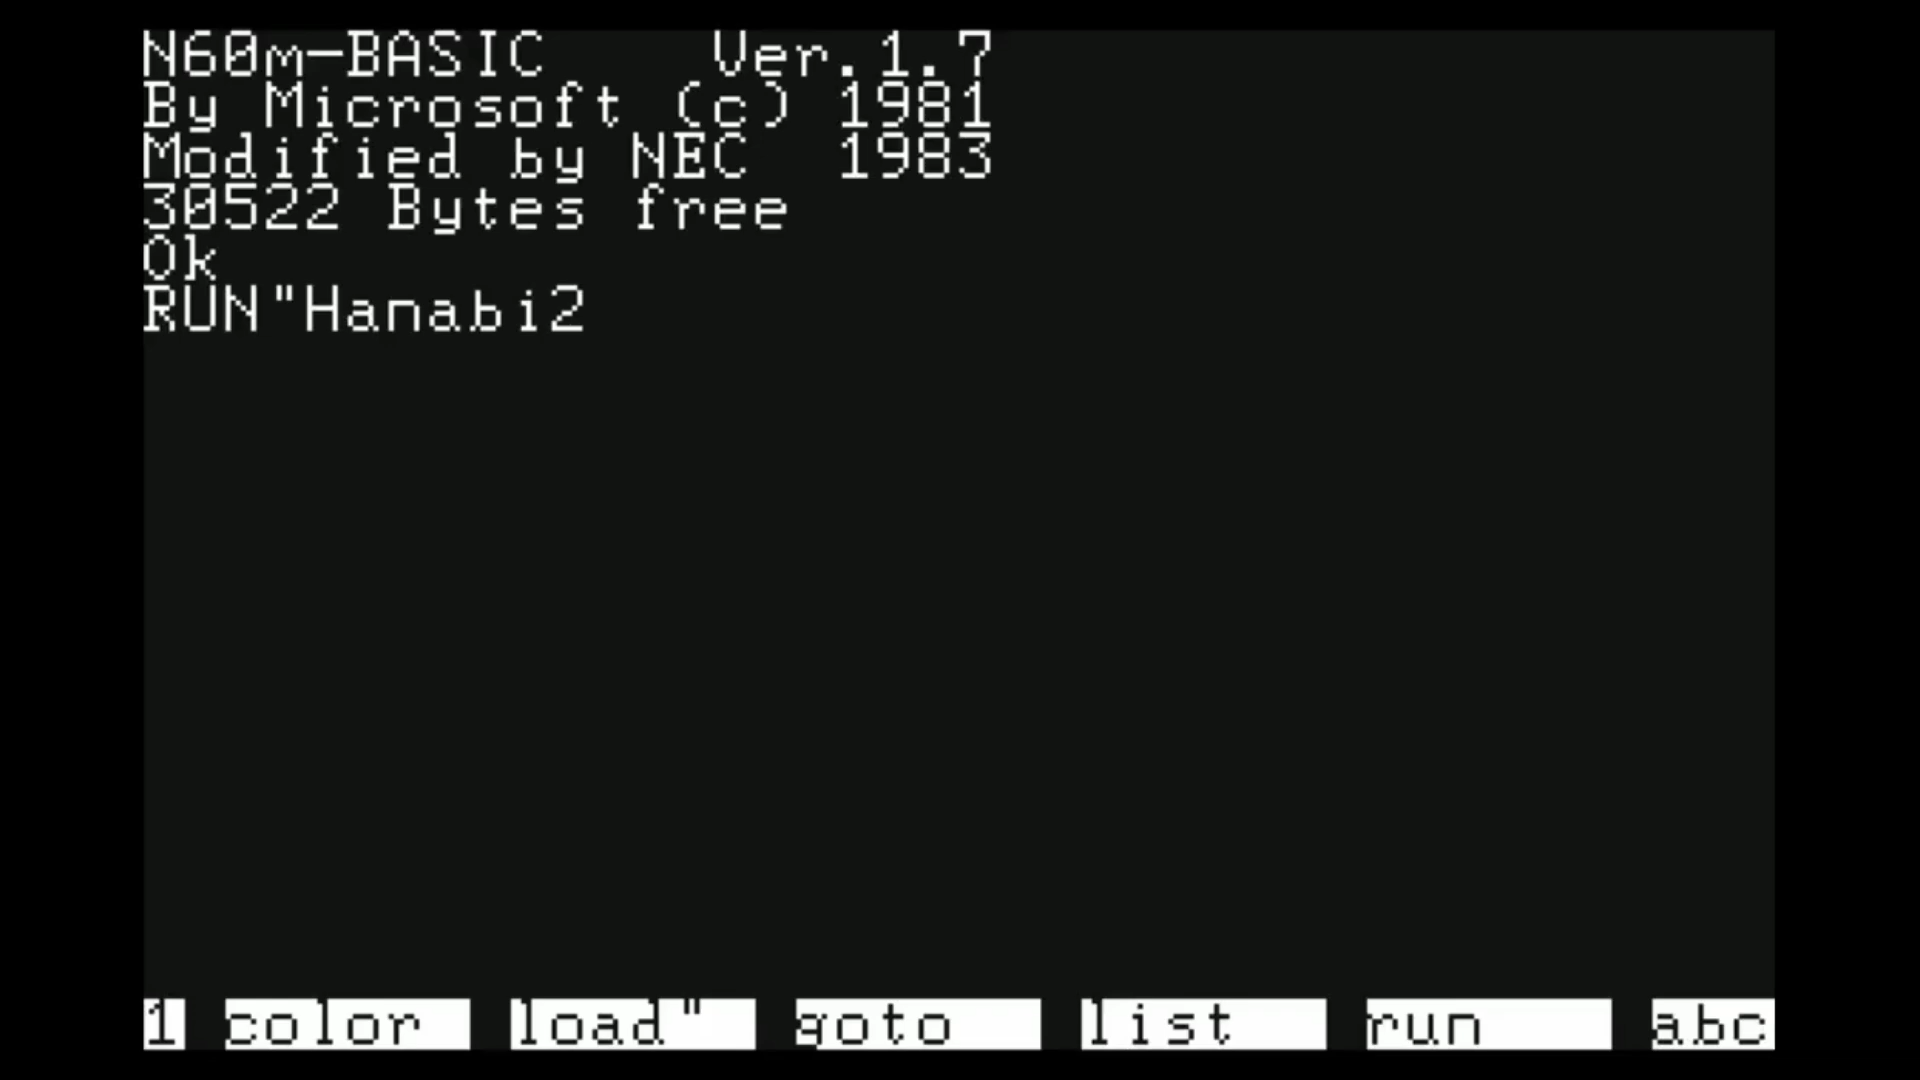 N60m-BASIC    Ver.1.7
By Microsoft (c) 1981
Modified by NEC  1983
30522 Bytes free
Ok
RUN"Hanabi2
1 color load" goto list run abc